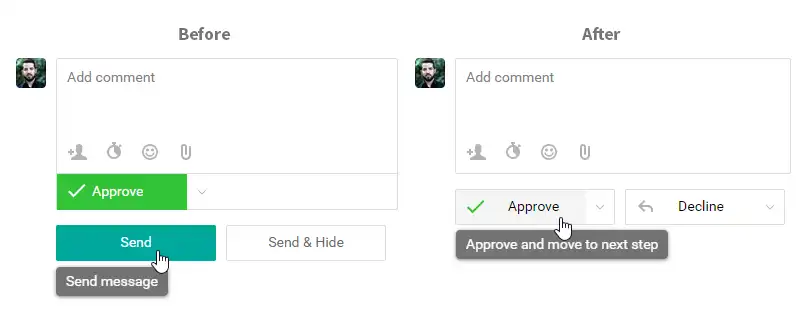 Before
Add comment
Approve
Send
Send & Hide
Send message
After
Add comment
Approve
Decline
Approve and move to next step